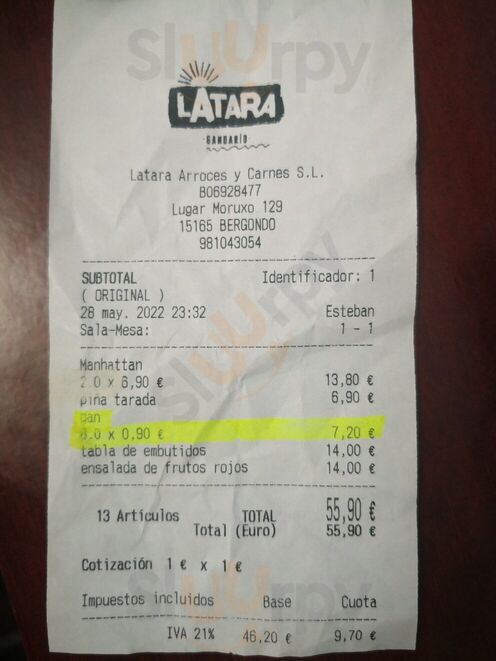 LATARA
GANDARÍO
Latara Arroces y Carnes S.L.
B06928477
Lugar Moruxo 129
15165 BERGONDO
981043054
SUBTOTAL Identificador: 1
( ORIGINAL )
28 may. 2022 23:32 Esteban
Sala-Mesa: 1 - 1
Manhattan
2.0 x 6,90 € 13,80 €
piña tarada 6,90 €
pan
8.0 x 0,90 € 7,20 €
tabla de embutidos 14,00 €
ensalada de frutos rojos 14,00 €
13 Artículos TOTAL 55,90 €
Total (Euro) 55,90 €
Cotización 1 € x 1 €
Impuestos incluidos Base Cuota
IVA 21% 46,20 € 9,70 €
Sluurpy
Sluurpy
Sluurpy